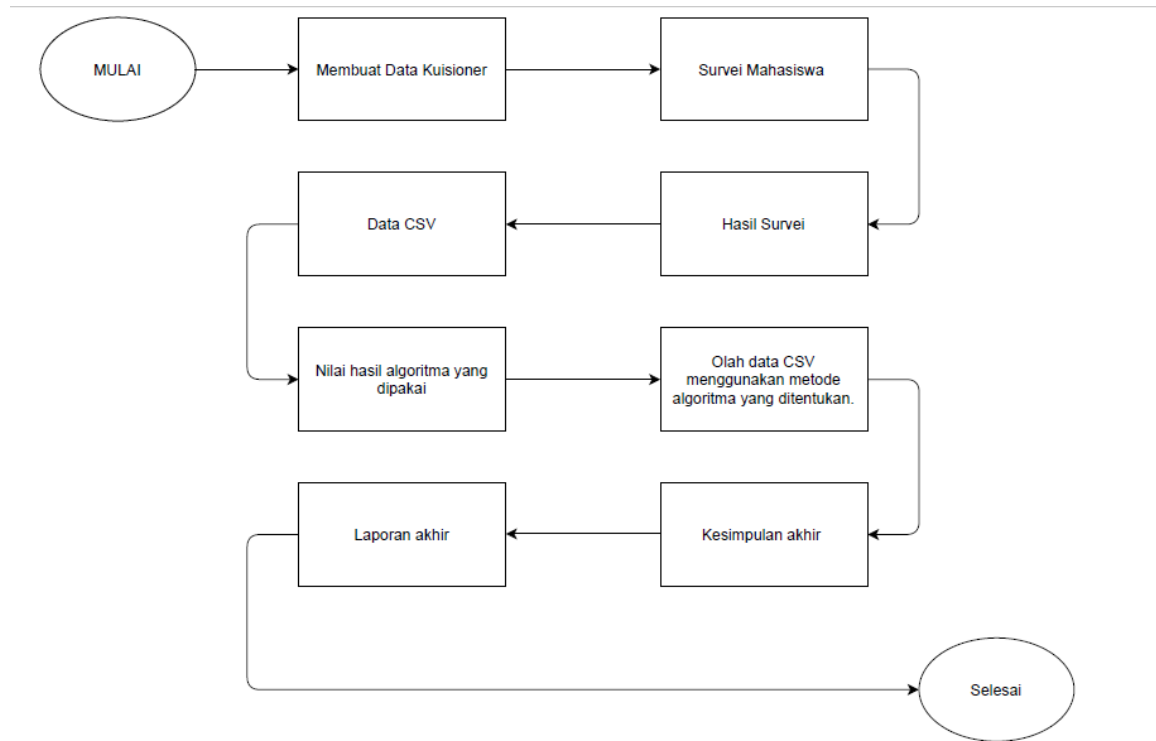 MULAI
Membuat Data Kuisioner
Survei Mahasiswa
Hasil Survei
Data CSV
Nilai hasil algoritma yang
dipakai
Olah data CSV
menggunakan metode
algoritma yang ditentukan.
Kesimpulan akhir
Laporan akhir
Selesai